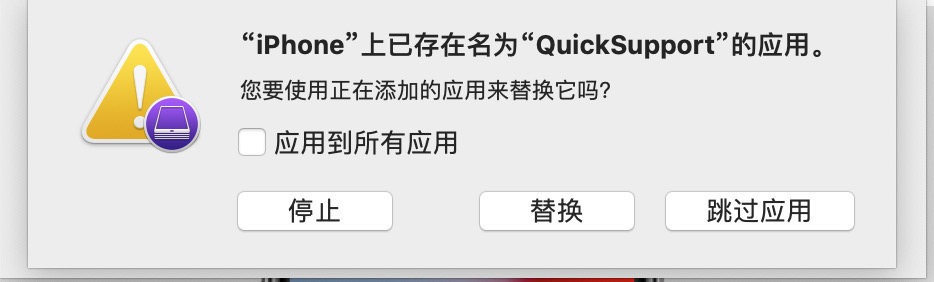 “iPhone”上已存在名为“QuickSupport”的应用。
您要使用正在添加的应用来替换它吗?
应用到所有应用
停止
替换
跳过应用